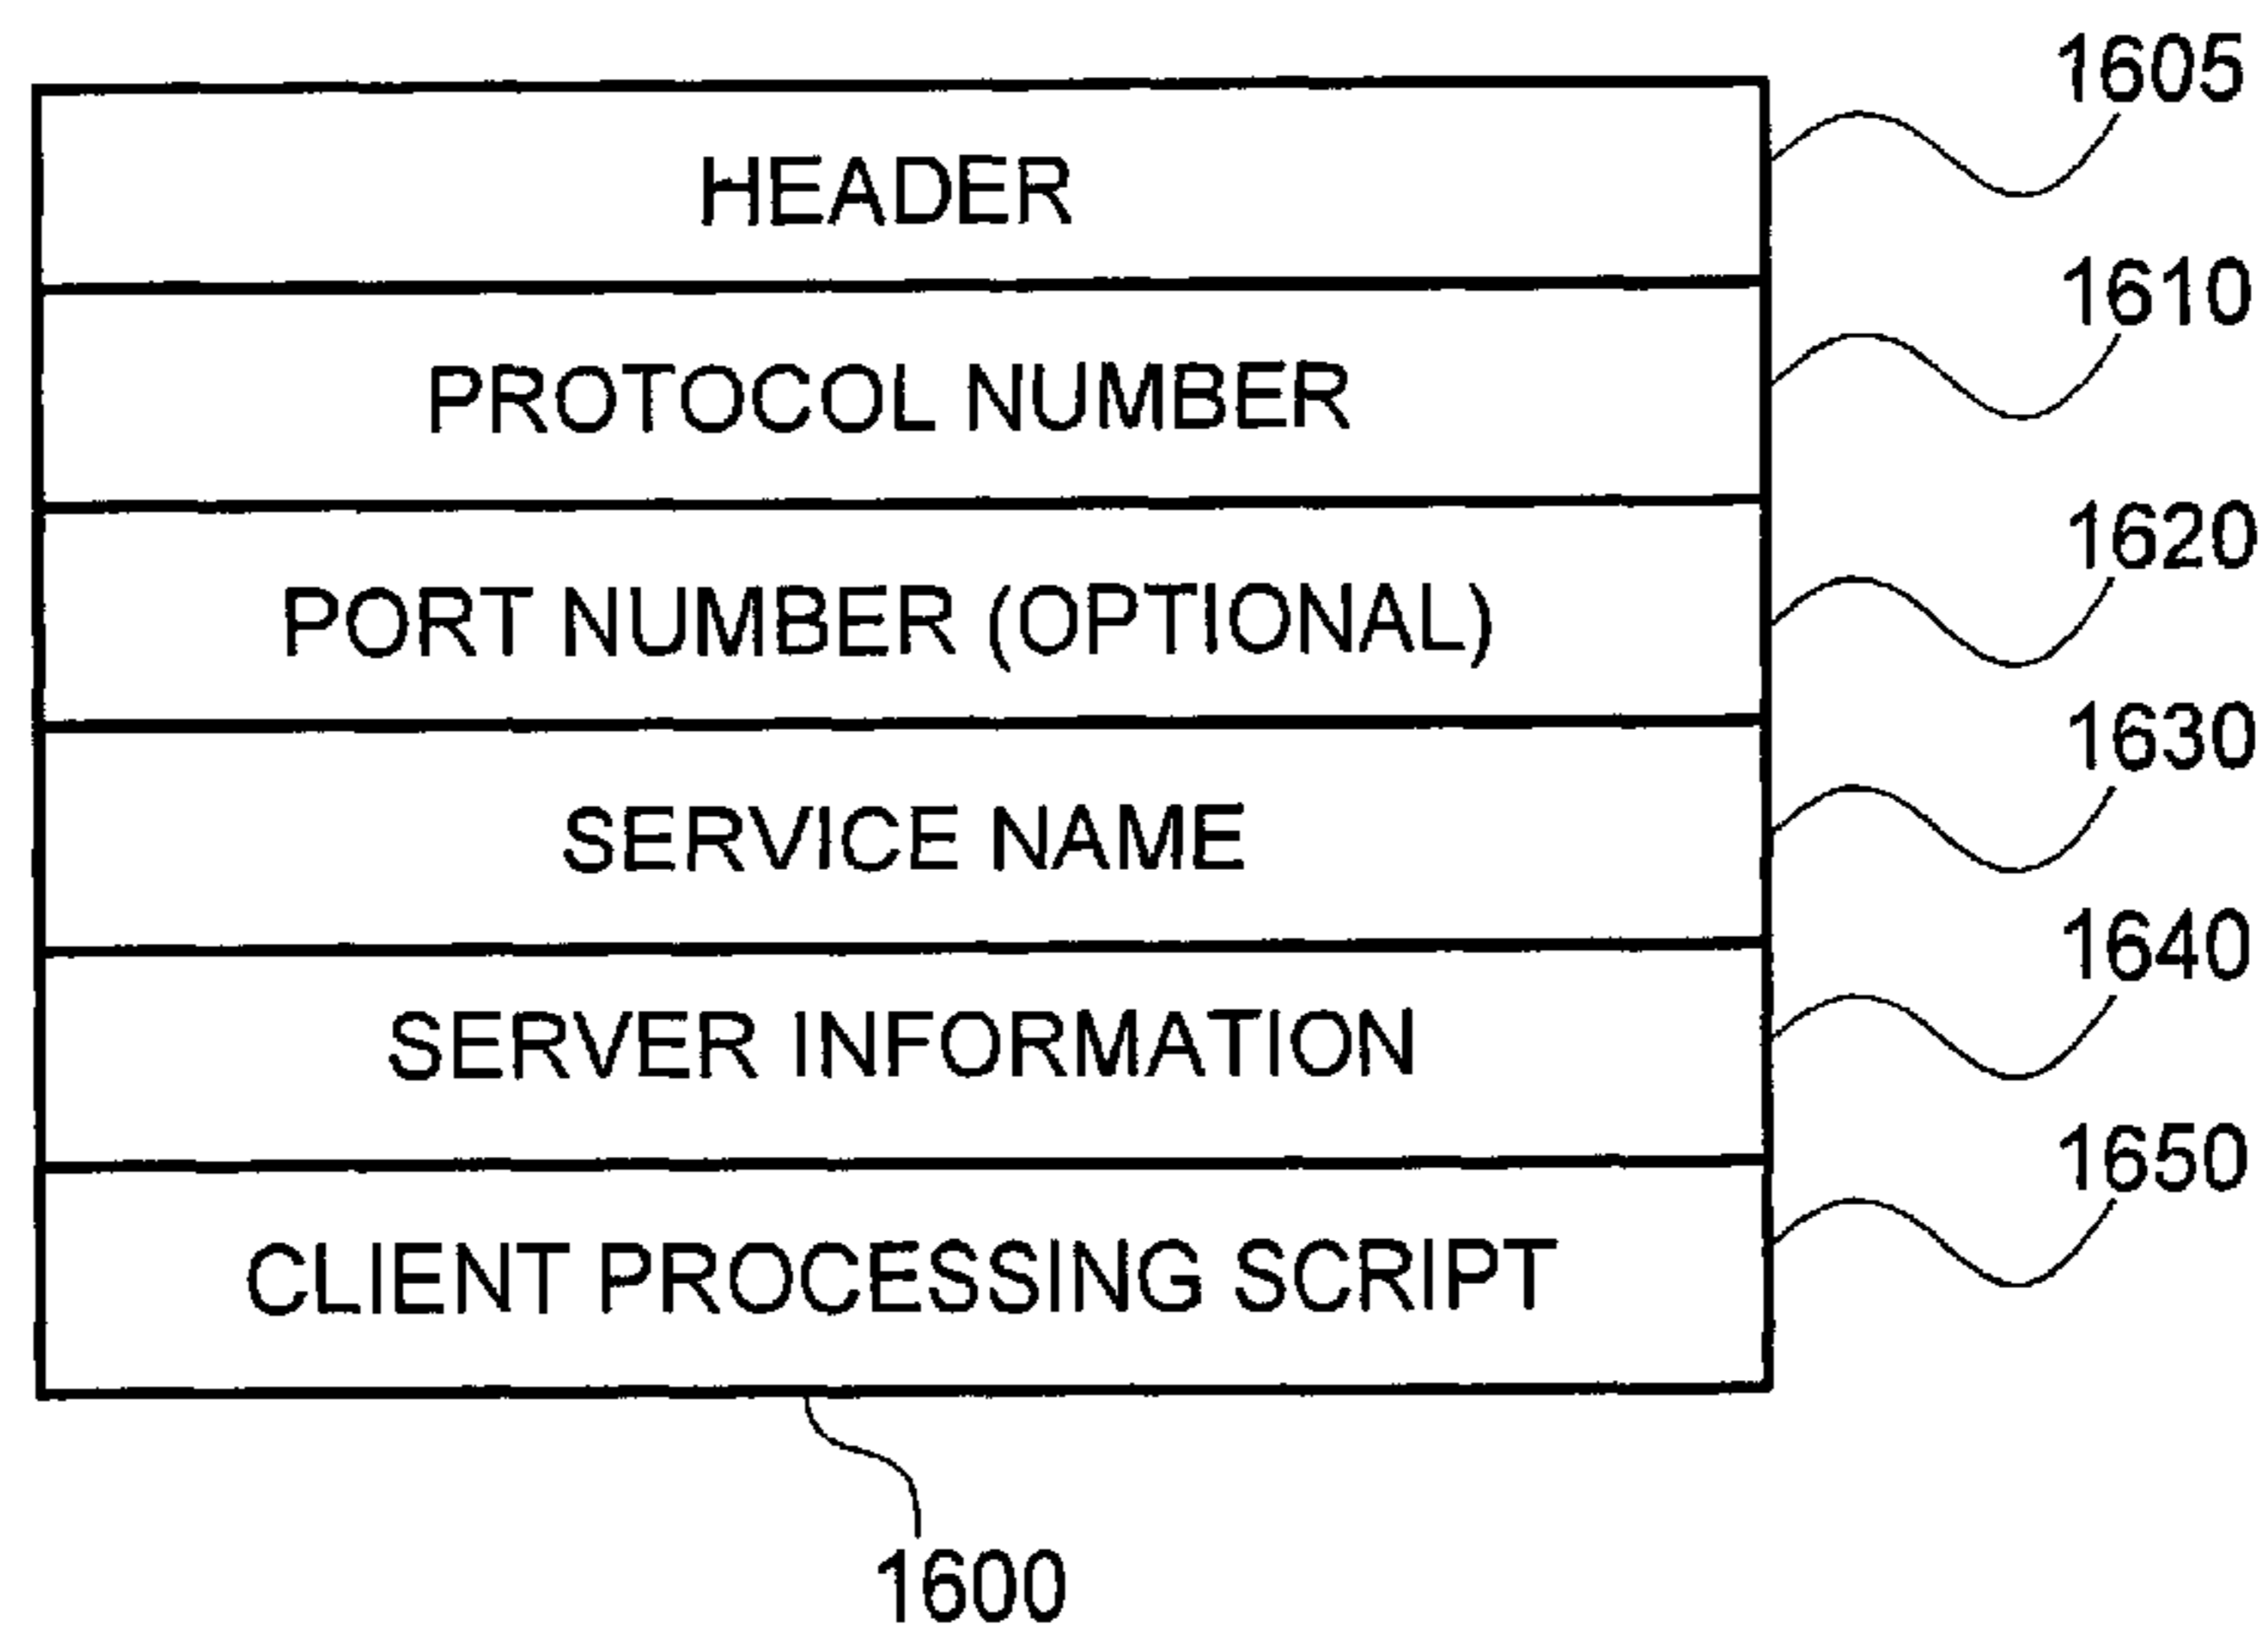 1605
HEADER
1610
PROTOCOL NUMBER
1620
PORT NUMBER (OPTIONAL)
1630
SERVICE NAME
1640
SERVER INFORMATION
1650
CLIENT PROCESSING SCRIPT
1600